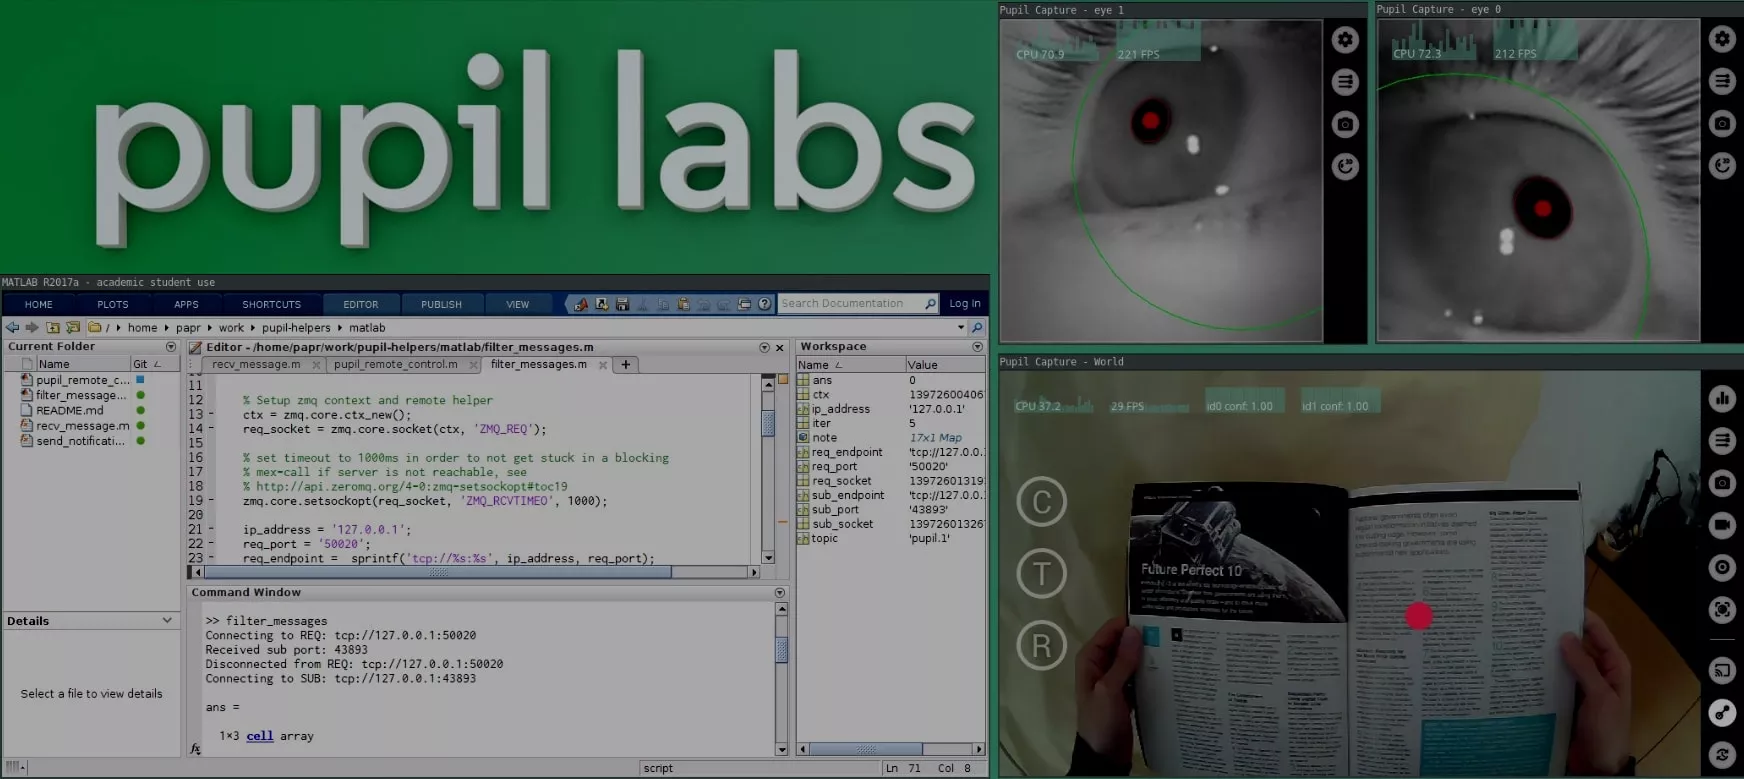 pupil labs
MATLAB R2017a - academic student use
HOME PLOTS APPS SHORTCUTS EDITOR PUBLISH VIEW Search Documentation Log In
/ home papr work pupil-helpers matlab
Current Folder
Name Git
pupil_remote_c...
filter_message...
README.md
recv_message.m
send_notificati...
Details
Select a file to view details
Editor - /home/papr/work/pupil-helpers/matlab/filter_messages.m
recv_message.m pupil_remote_control.m filter_messages.m +
11
12 % Setup zmq context and remote helper
13 - ctx = zmq.core.ctx_new();
14 - req_socket = zmq.core.socket(ctx, 'ZMQ_REQ');
15
16 % set timeout to 1000ms in order to not get stuck in a blocking
17 % mex-call if server is not reachable, see
18 % http://api.zeromq.org/4-0:zmq-setsockopt#toc19
19 - zmq.core.setsockopt(req_socket, 'ZMQ_RCVTIMEO', 1000);
20
21 - ip_address = '127.0.0.1';
22 - req_port = '50020';
23 - req_endpoint = sprintf('tcp://%s:%s', ip_address, req_port);
Command Window
>> filter_messages
Connecting to REQ: tcp://127.0.0.1:50020
Received sub port: 43893
Disconnected from REQ: tcp://127.0.0.1:50020
Connecting to SUB: tcp://127.0.0.1:43893
ans =
1×3 cell array
fx
script Ln 71 Col 8
Workspace
Name Value
ans 0
ctx 13972600406
ip_address '127.0.0.1'
iter 5
note 17x1 Map
req_endpoint 'tcp://127.0.0.
req_port '50020'
req_socket 1397260131 9
sub_endpoint 'tcp://127.0.0.
sub_port '43893'
sub_socket 1397260132 6
topic 'pupil.1'
Pupil Capture - eye 1
CPU 70.9 221 FPS
Pupil Capture - eye 0
CPU 72.3 212 FPS
Pupil Capture - World
CPU 37.2 29 FPS id0 conf: 1.00 id1 conf: 1.00
C
T
R
Future Perfect 10